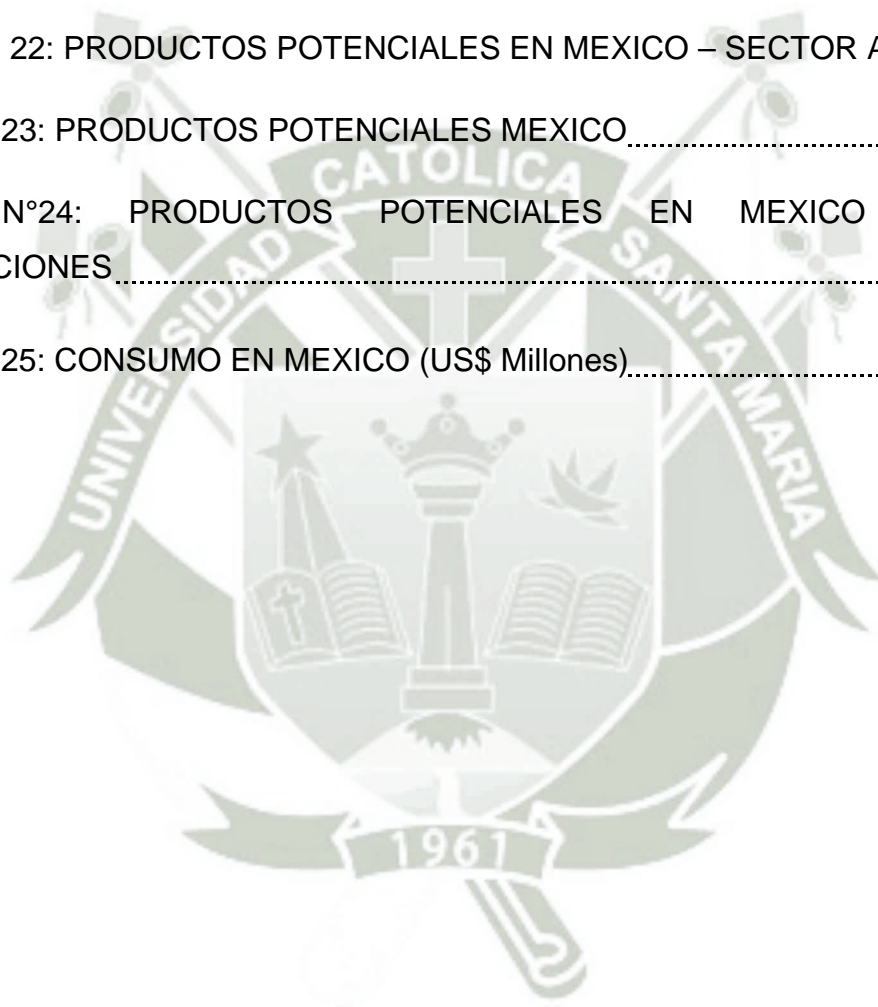 22: PRODUCTOS POTENCIALES EN MEXICO – SECTOR A
23: PRODUCTOS POTENCIALES MEXICO
N°24: PRODUCTOS POTENCIALES EN MEXICO
CIONES
25: CONSUMO EN MEXICO (US$ Millones)
UNIVERSIDAD CATOLICA SANTA MARIA
1961